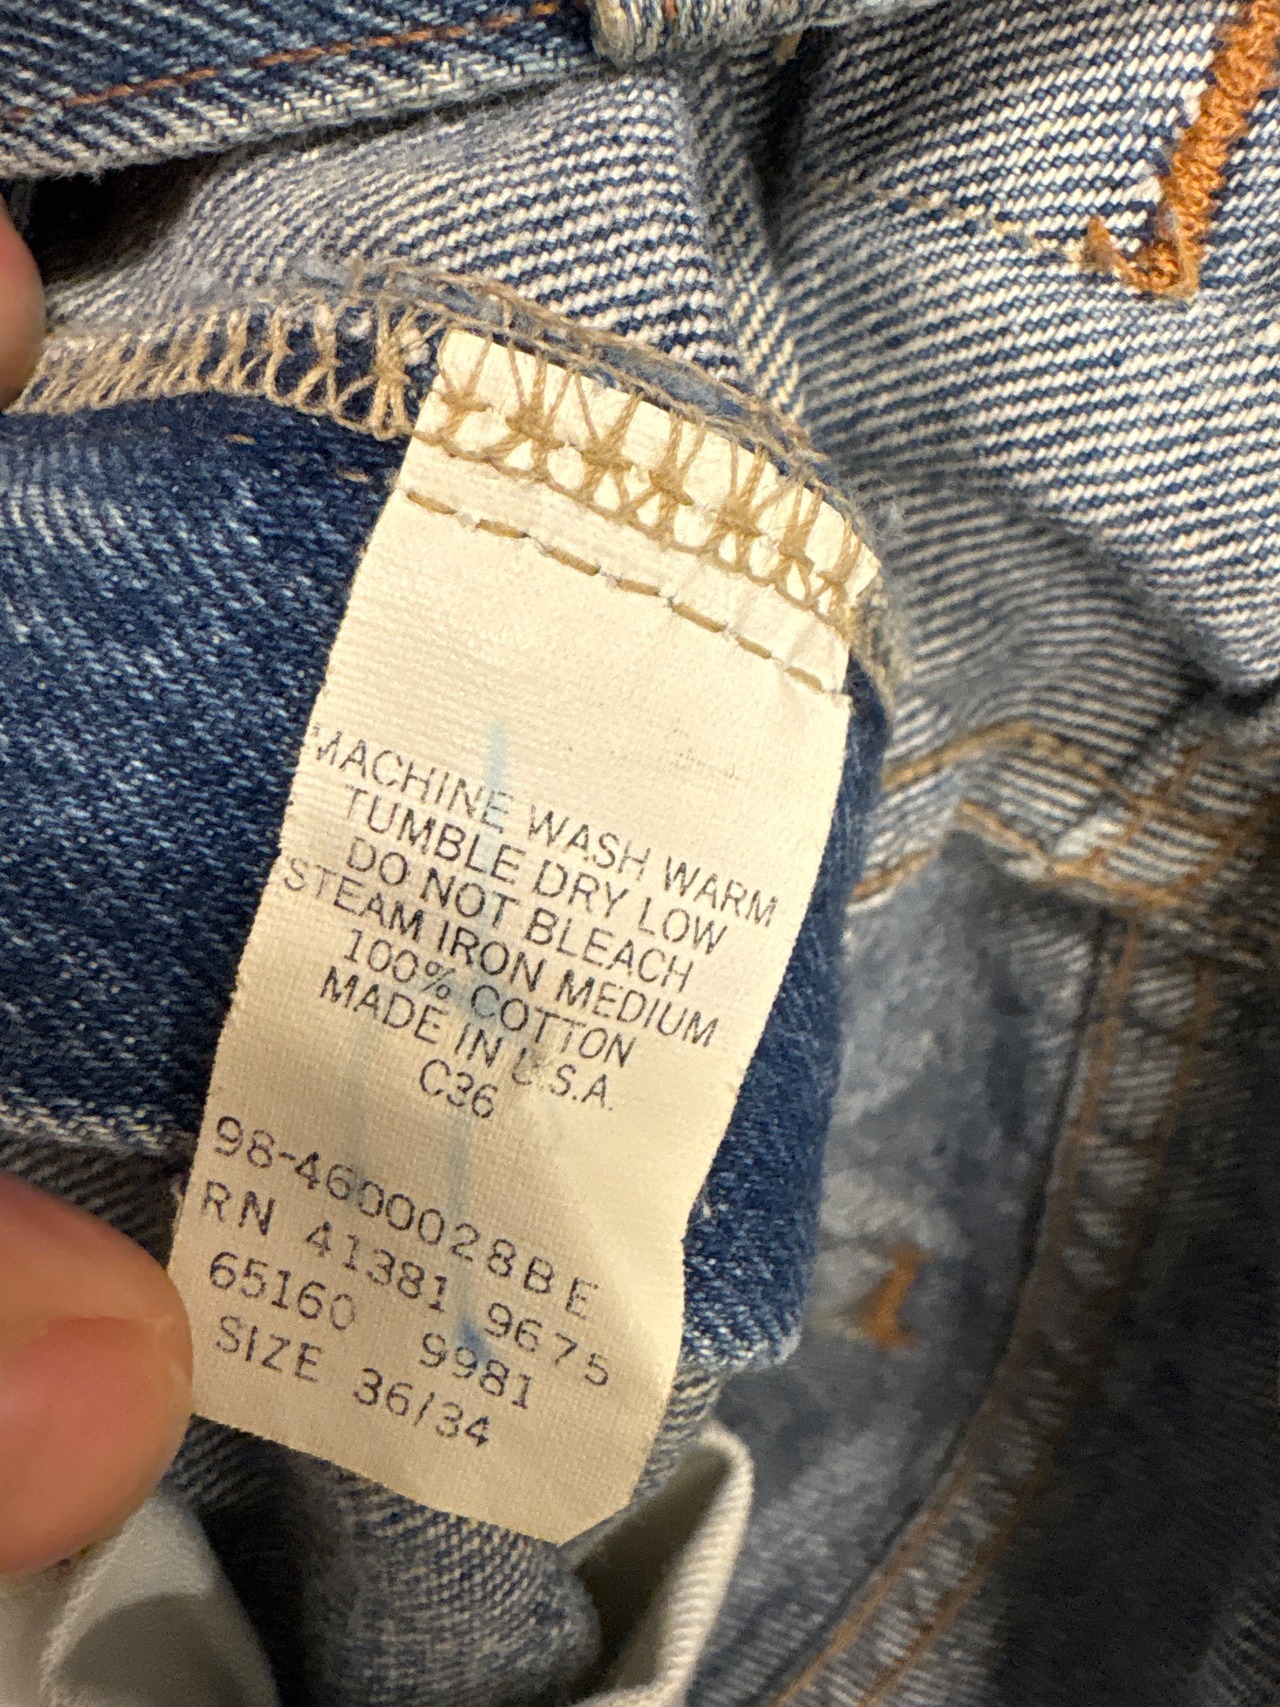 MACHINE WASH WARM
TUMBLE DRY LOW
DO NOT BLEACH
STEAM IRON MEDIUM
100% COTTON
MADE IN U.S.A.
C36
98-4600028BE
RN 41381 9675
65160 9981
SIZE 36/34